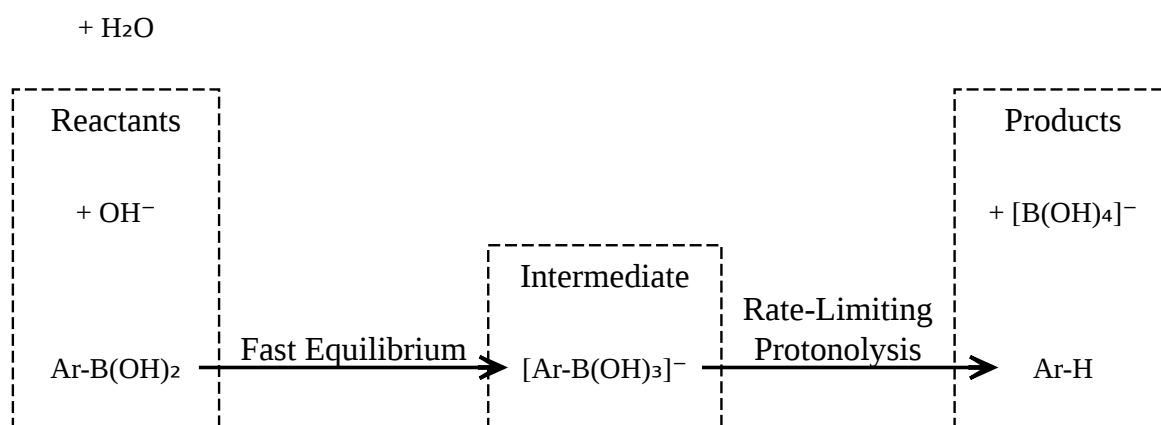 + H₂O
Reactants
Products
+ OH⁻
+ [B(OH)₄]⁻
Intermediate
Rate-Limiting
Protonolysis
Fast Equilibrium
Ar-B(OH)₂
[Ar-B(OH)₃]⁻
Ar-H